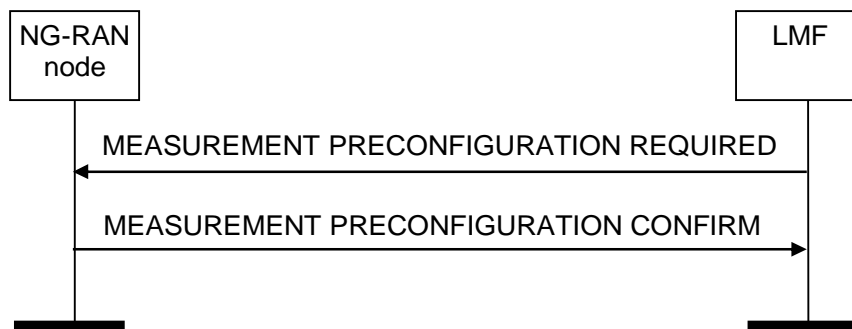 NG-RAN
node
LMF
MEASUREMENT PRECONFIGURATION REQUIRED
MEASUREMENT PRECONFIGURATION CONFIRM